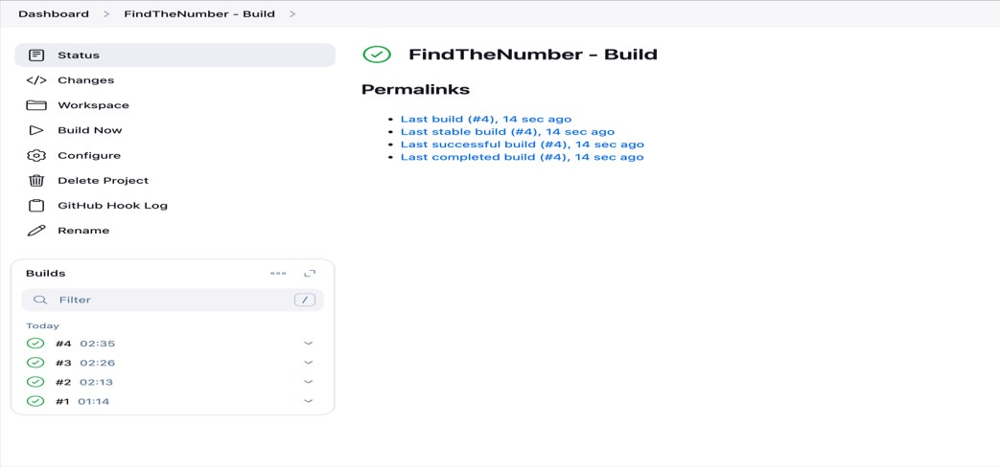 Dashboard > FindTheNumber - Build >
Status
Changes
Workspace
Build Now
Configure
Delete Project
GitHub Hook Log
Rename
Builds
Filter /
Today
#4 02:35
#3 02:26
#2 02:13
#1 01:14
FindTheNumber - Build
Permalinks
• Last build (#4), 14 sec ago
• Last stable build (#4), 14 sec ago
• Last successful build (#4), 14 sec ago
• Last completed build (#4), 14 sec ago